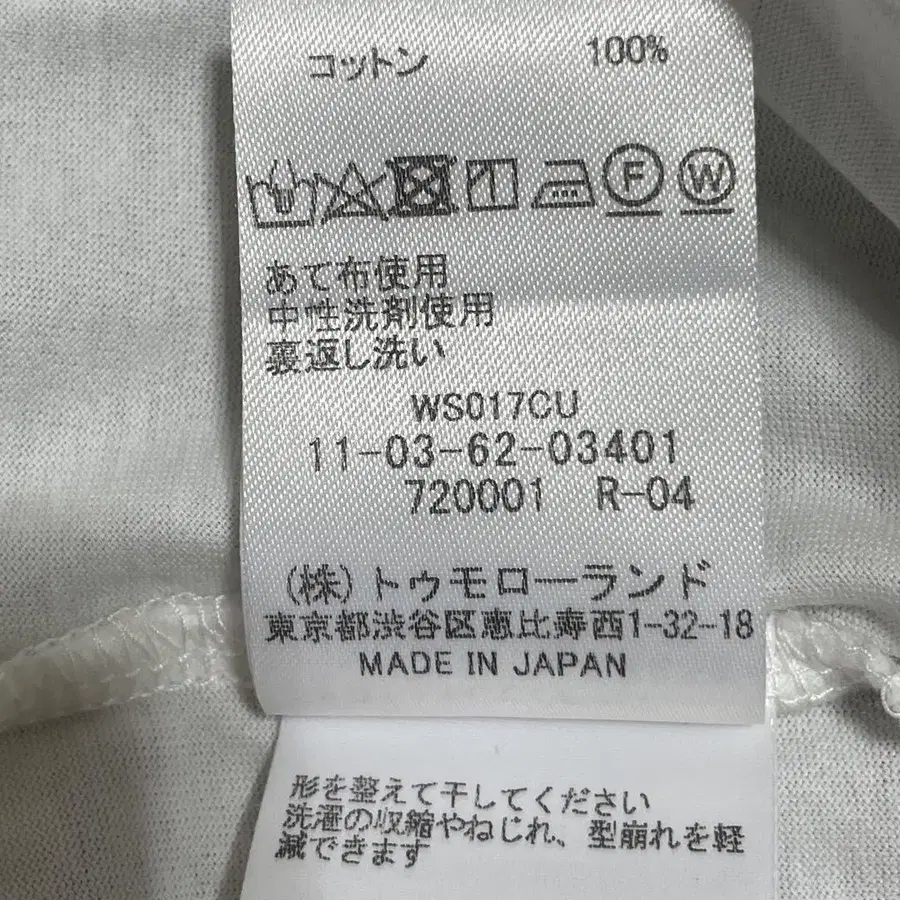 コットン 100%
F W
あて布使用
中性洗剤使用
裏返し洗い
WS017CU
11-03-62-03401
720001 R-04
(株)トゥモローランド
東京都渋谷区恵比寿西1-32-18
MADE IN JAPAN
形を整えて干してください
洗濯の収縮やねじれ、型崩れを軽
減できます